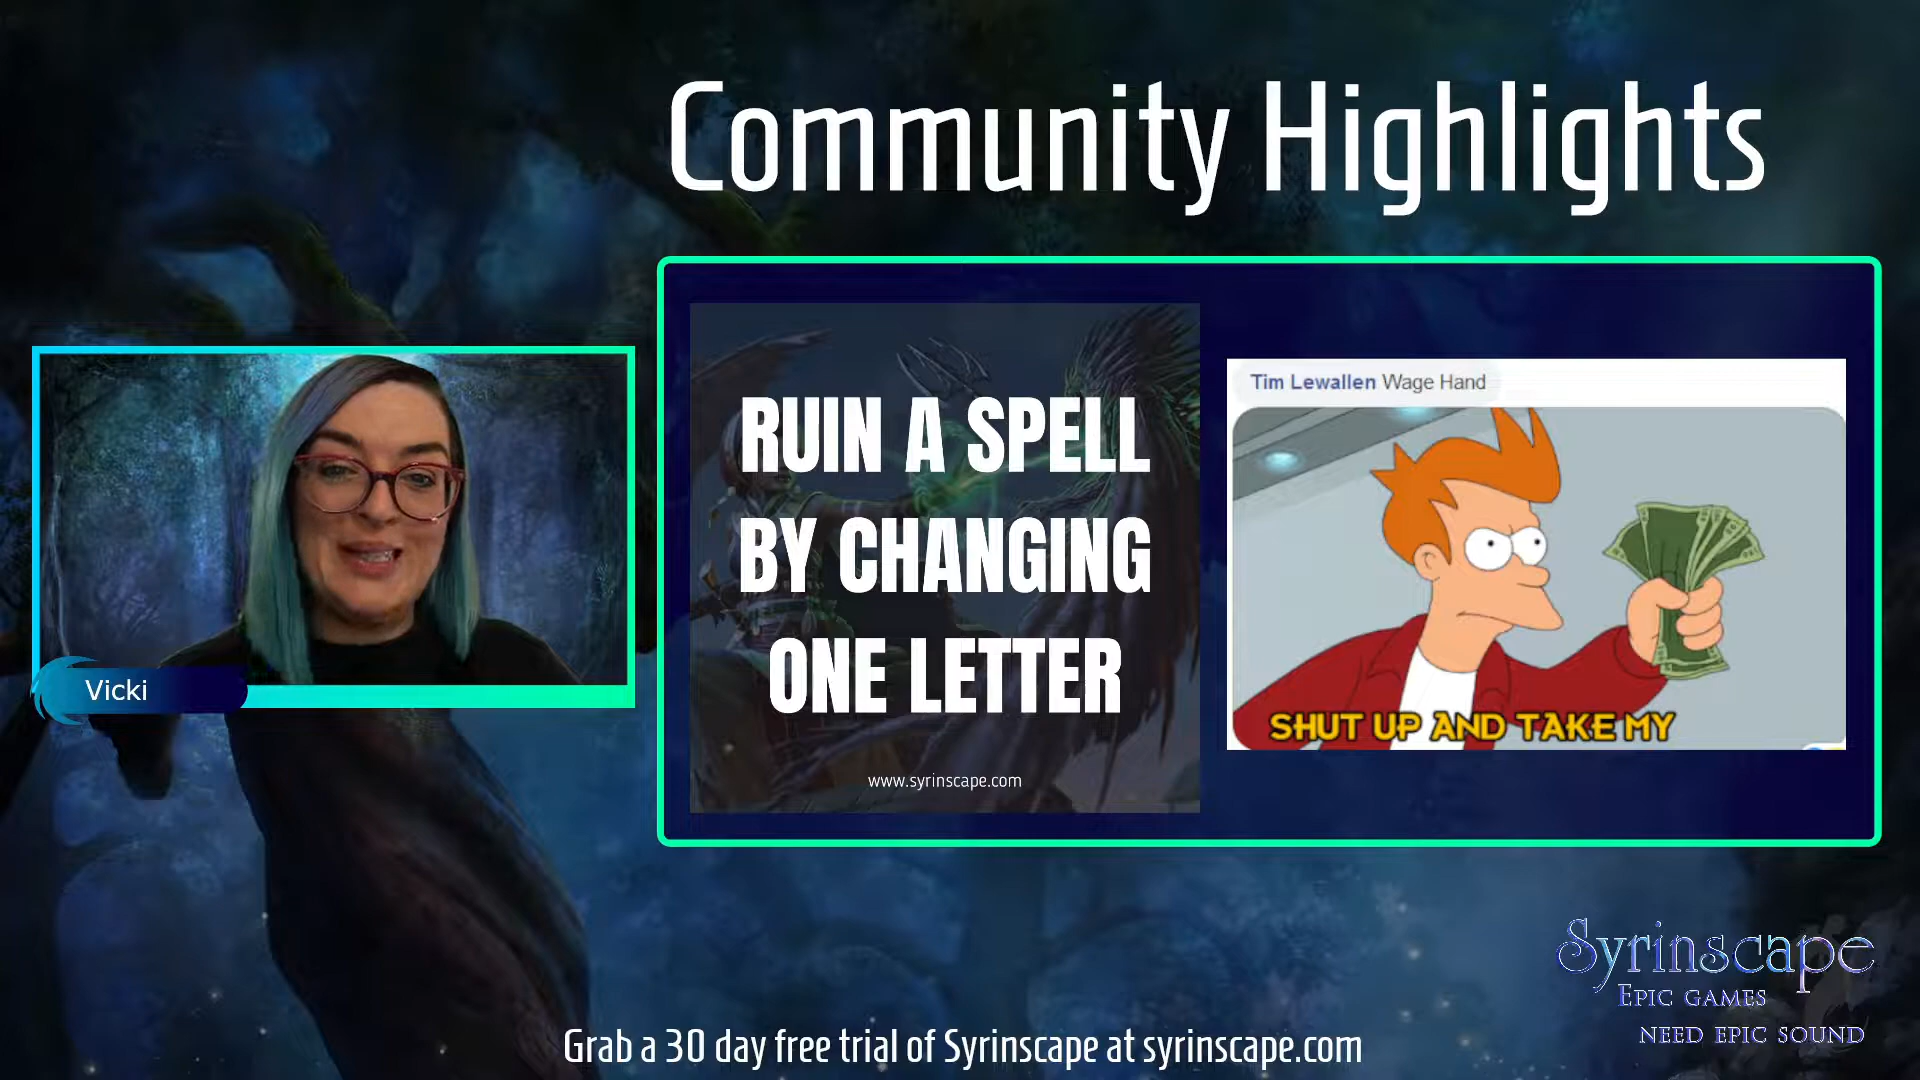 Community Highlights
RUIN A SPELL
BY CHANGING
ONE LETTER
www.syrinscape.com
Tim Lewallen Wage Hand
SHUT UP AND TAKE MY
Vicki
Syrinscape
EPIC GAMES
NEED EPIC SOUND
Grab a 30 day free trial of Syrinscape at syrinscape.com